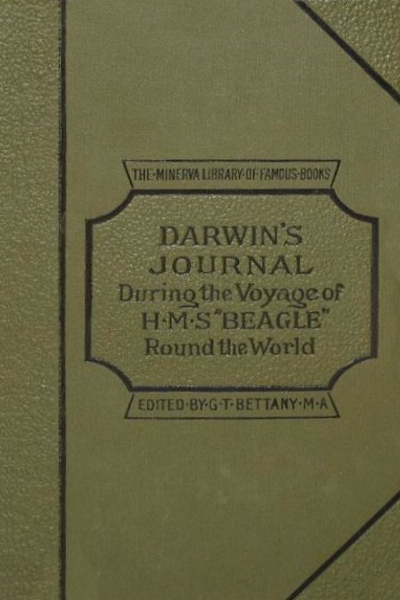 THE·MINERVA LIBRARY·OF·FAMOUS·BOOKS
DARWIN'S
JOURNAL
During the Voyage of
H·M·S "BEAGLE"
Round the World
EDITED·BY·G·T·BETTANY·M·A